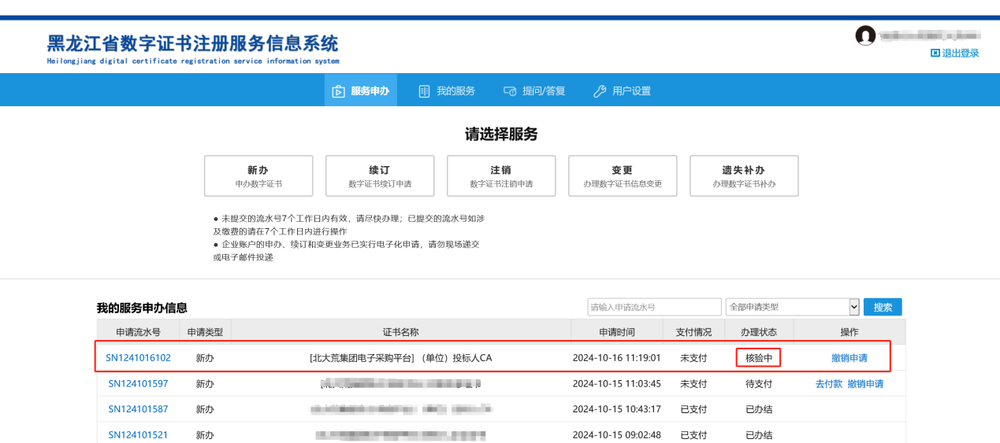 黑龙江省数字证书注册服务信息系统
Heilongjiang digital certificate registration service information system
退出登录
服务申办 我的服务 提问/答复 用户设置
请选择服务
新办 续订 注销 变更 遗失补办
申办数字证书 数字证书续订申请 数字证书注销申请 办理数字证书信息变更 办理数字证书补办
● 未提交的流水号7个工作日内有效，请尽快办理；已提交的流水号如涉
及缴费的请在7个工作日内进行操作
● 企业账户的申办、续订和变更业务已实行电子化申请，请勿现场递交
或电子邮件投递
我的服务申办信息 请输入申请流水号 全部申请类型 搜索
申请流水号 申请类型 证书名称 申请时间 支付情况 办理状态 操作
SN1241016102 新办 [北大荒集团电子采购平台] （单位）投标人CA 2024-10-16 11:19:01 未支付 核验中 撤销申请
SN124101597 新办 2024-10-15 11:03:45 未支付 待支付 去付款 撤销申请
SN124101587 新办 2024-10-15 10:43:17 已支付 已办结
SN124101521 新办 2024-10-15 09:02:48 已支付 已办结